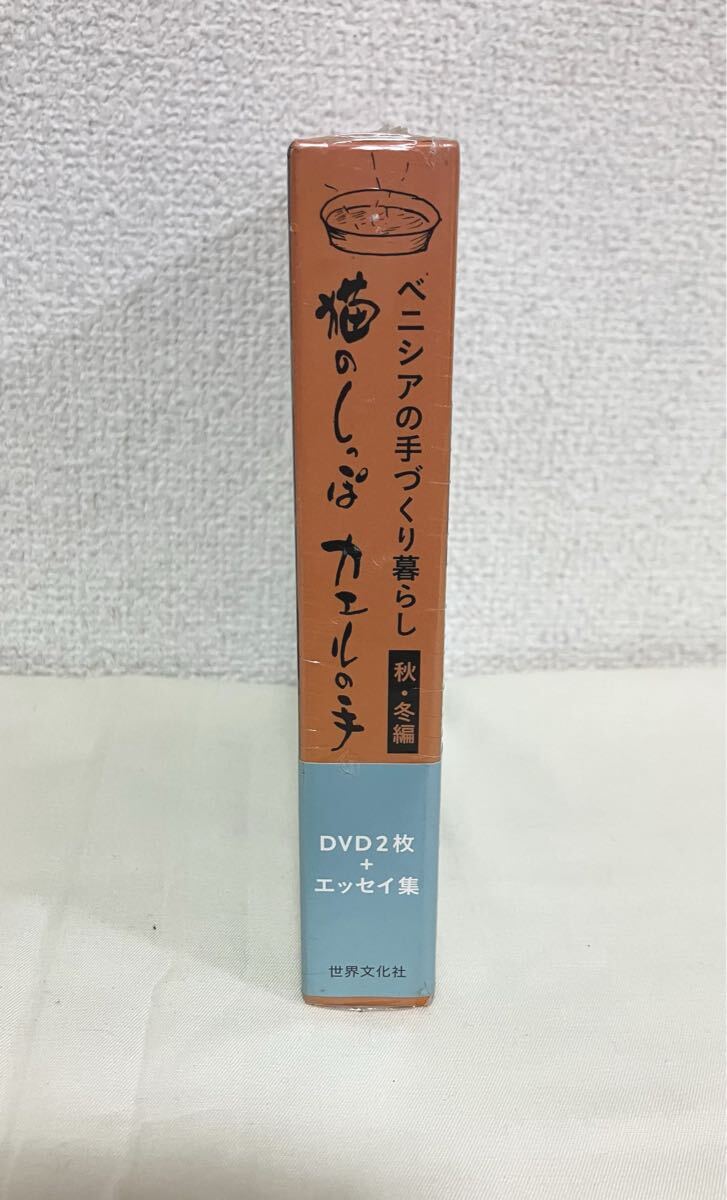 ベニシアの手づくり暮らし
秋・冬編
猫のしっぽ カエルの手
DVD2枚
+
エッセイ集
世界文化社